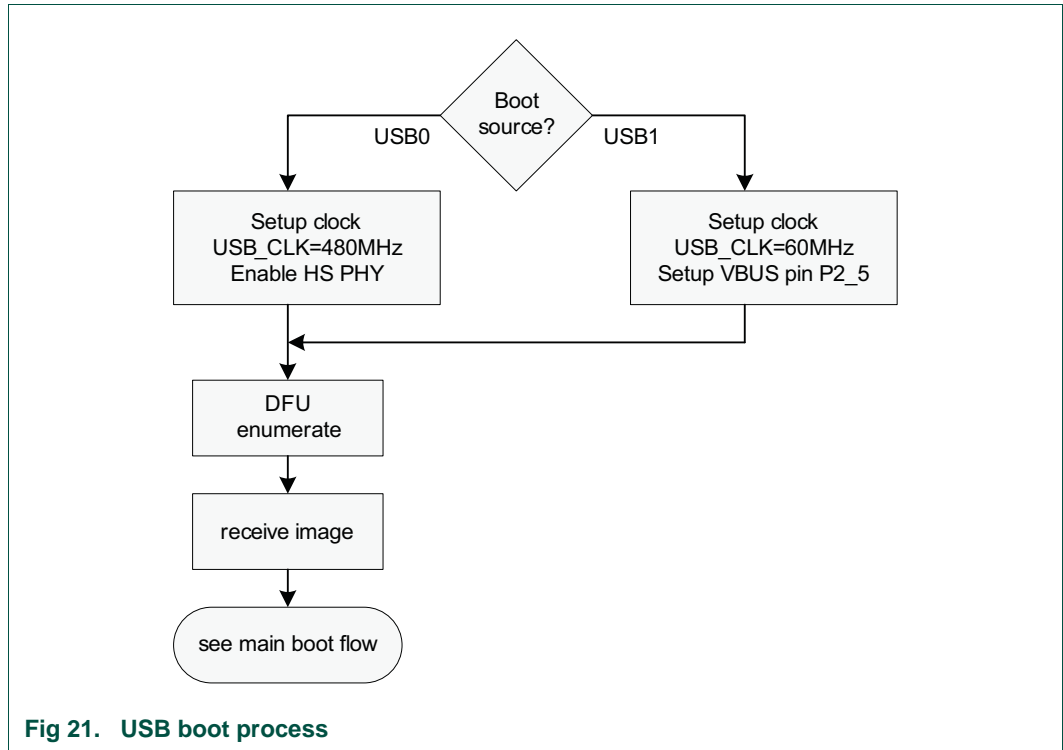 Boot
source?
USB0
USB1
Setup clock
USB_CLK=480MHz
Enable HS PHY
Setup clock
USB_CLK=60MHz
Setup VBUS pin P2_5
DFU
enumerate
receive image
see main boot flow
Fig 21. USB boot process